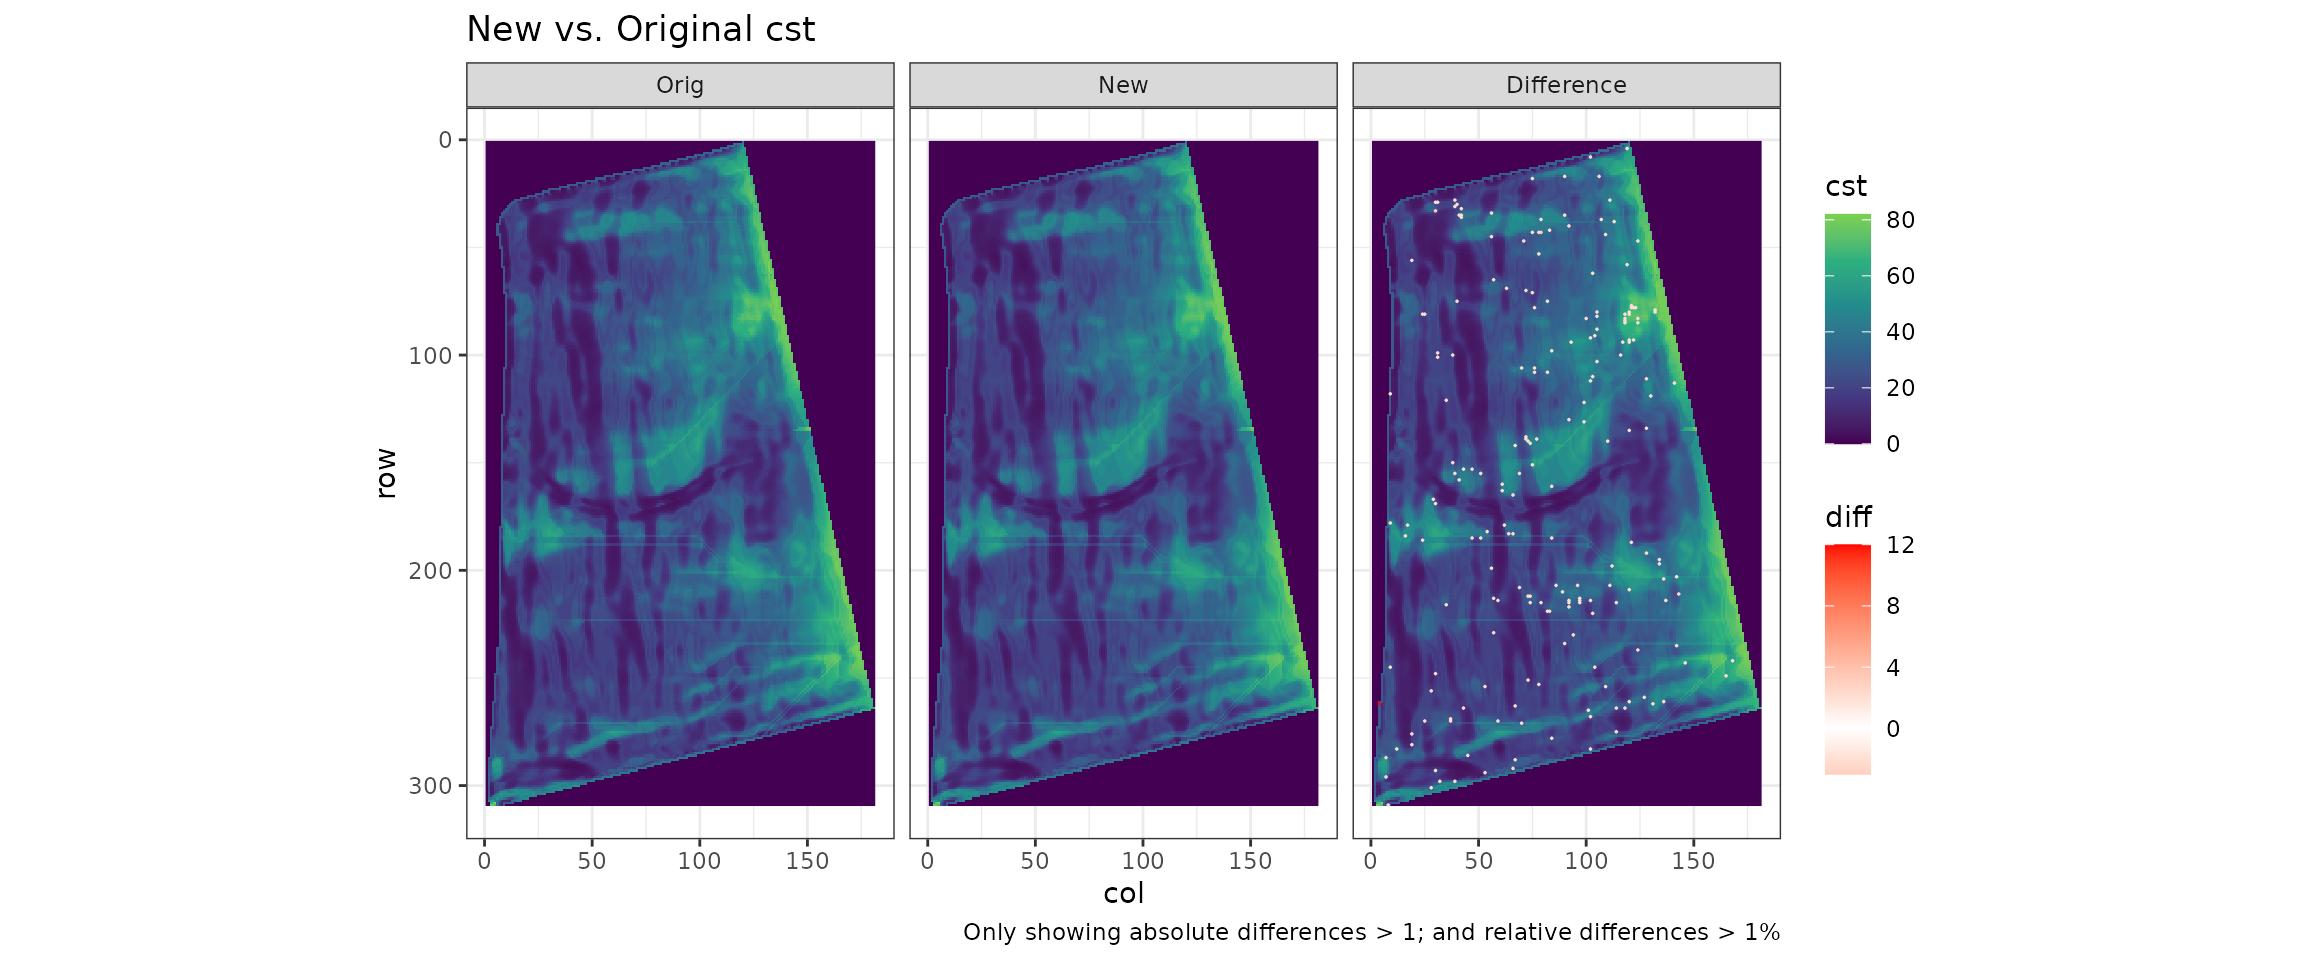 New vs. Original cst
Orig
New
Difference
0
100
200
300
row
0
50
100
150
0
50
100
150
0
50
100
150
col
cst
80
60
40
20
0
diff
12
8
4
0
Only showing absolute differences > 1; and relative differences > 1%